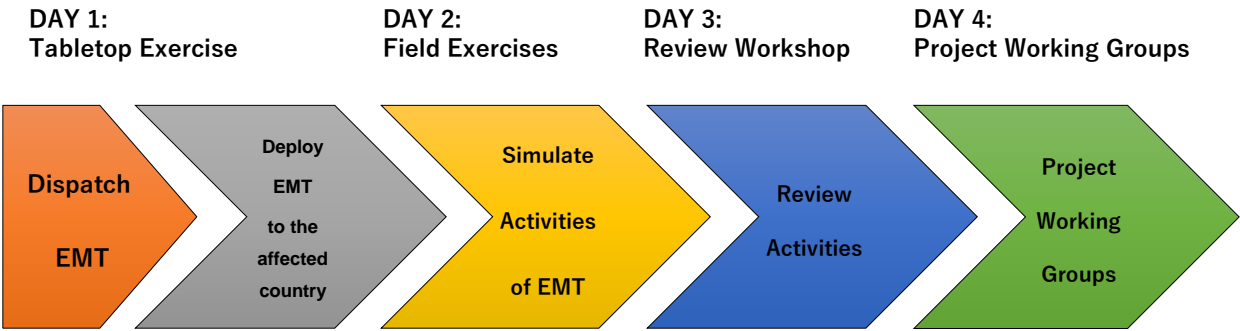 DAY 1:
Tabletop Exercise
DAY 2:
Field Exercises
DAY 3:
Review Workshop
DAY 4:
Project Working Groups
Dispatch
EMT
Deploy
EMT
to the
affected
country
Simulate
Activities
of EMT
Review
Activities
Project
Working
Groups